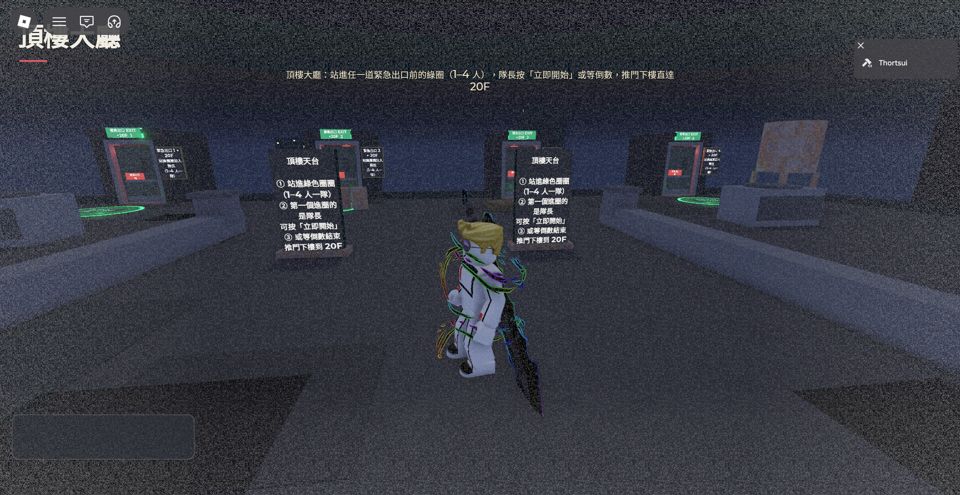 頂樓大廳
Thortsui
頂樓大廳：站進任一道緊急出口前的綠圈（1–4 人），隊長按「立即開始」或等倒數，推門下樓直達
20F
頂樓天台
① 站進綠色圈圈
（1–4 人一隊）
② 第一個進圈的
是隊長
可按「立即開始」
③ 或等倒數結束
推門下樓到 20F
頂樓天台
① 站進綠色圈圈
（1–4 人一隊）
② 第一個進圈的
是隊長
可按「立即開始」
③ 或等倒數結束
推門下樓到 20F